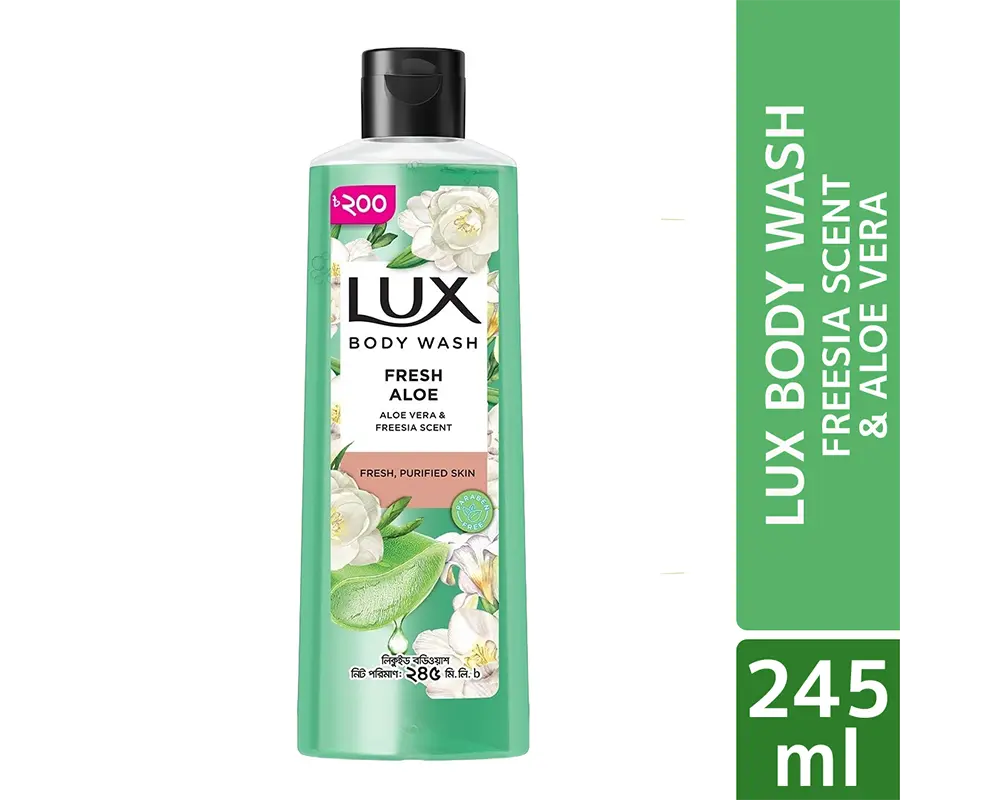 ৳২০০
LUX
BODY WASH
FRESH
ALOE
ALOE VERA &
FREESIA SCENT
FRESH, PURIFIED SKIN
PARABEN
FREE
লিকুইড বডিওয়াশ
নিট পরিমাণ: ২৪৫ মি.লি. b
LUX BODY WASH
FREESIA SCENT
& ALOE VERA
245
ml